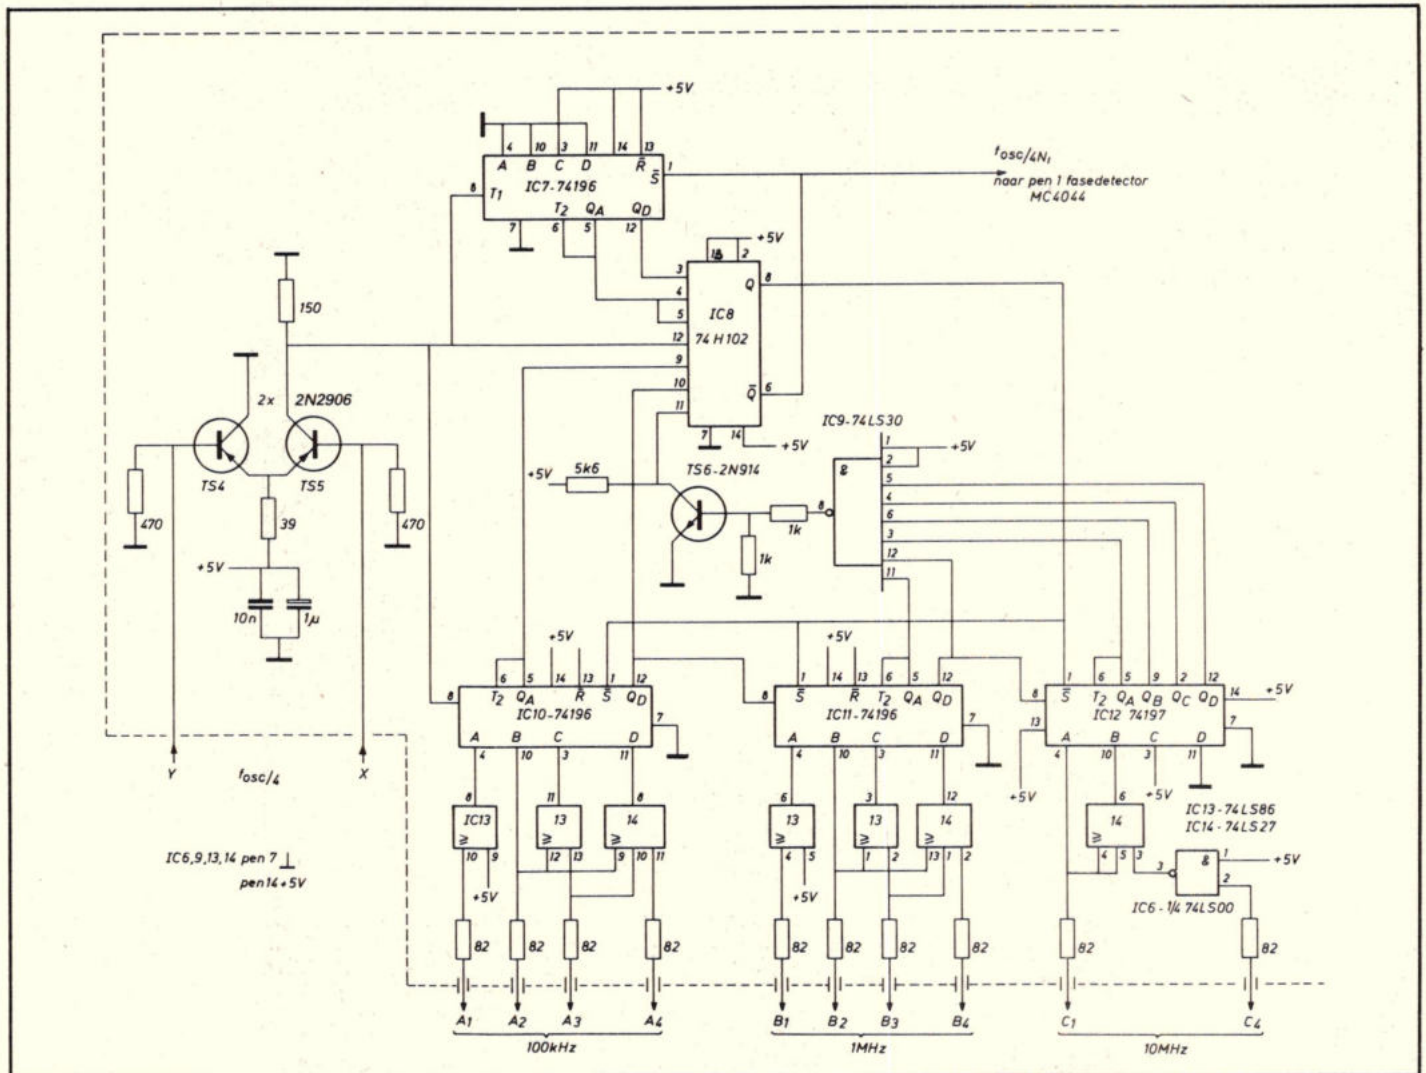 +5V
4 10 3 11 14 13
A B C D R̅
S̅ 1
IC7-74196
8 T1
T2 QA QD
7 6 5 12
fosc/4N1
naar pen 1 fasedetector
MC4044
+5V
2
3 Q 8
4
5
IC8
74H102
12
9
10
11
Q̅ 6
7 14
+5V
150
2x 2N2906
TS4 TS5
470
39
470
+5V
10n 1µ
+5V 5k6
TS6-2N914
1k
1k
IC9-74LS30
&
8
1
2
5
4
6
3
12
11
+5V
+5V
6 5 14 13 1 12
8 T2 QA R̅ S̅ QD
IC10-74196
7
A B C D
4 10 3 11
+5V
1 14 13 6 5 12
8 S̅ R̅ T2 QA QD
IC11-74196
7
A B C D
4 10 3 11
1 6 5 9 2 12
8 S̅ T2 QA QB QC QD 14 +5V
13
IC12 74197
7
A B C D
4 10 3 11
+5V
+5V
Y fosc/4 X
IC6,9,13,14 pen 7
pen 14+5V
8 11 8
IC13 13 14
10 9 12 13 9 10 11
+5V
6 3 12
13 13 14
4 5 1 2 13 1 2
+5V
6
14
4 5 3
IC13-74LS86
IC14-74LS27
3 & 1 +5V
2
IC6-1/4 74LS00
82 82 82 82 82 82 82 82 82 82
A1 A2 A3 A4 B1 B2 B3 B4 C1 C4
100kHz 1MHz 10MHz